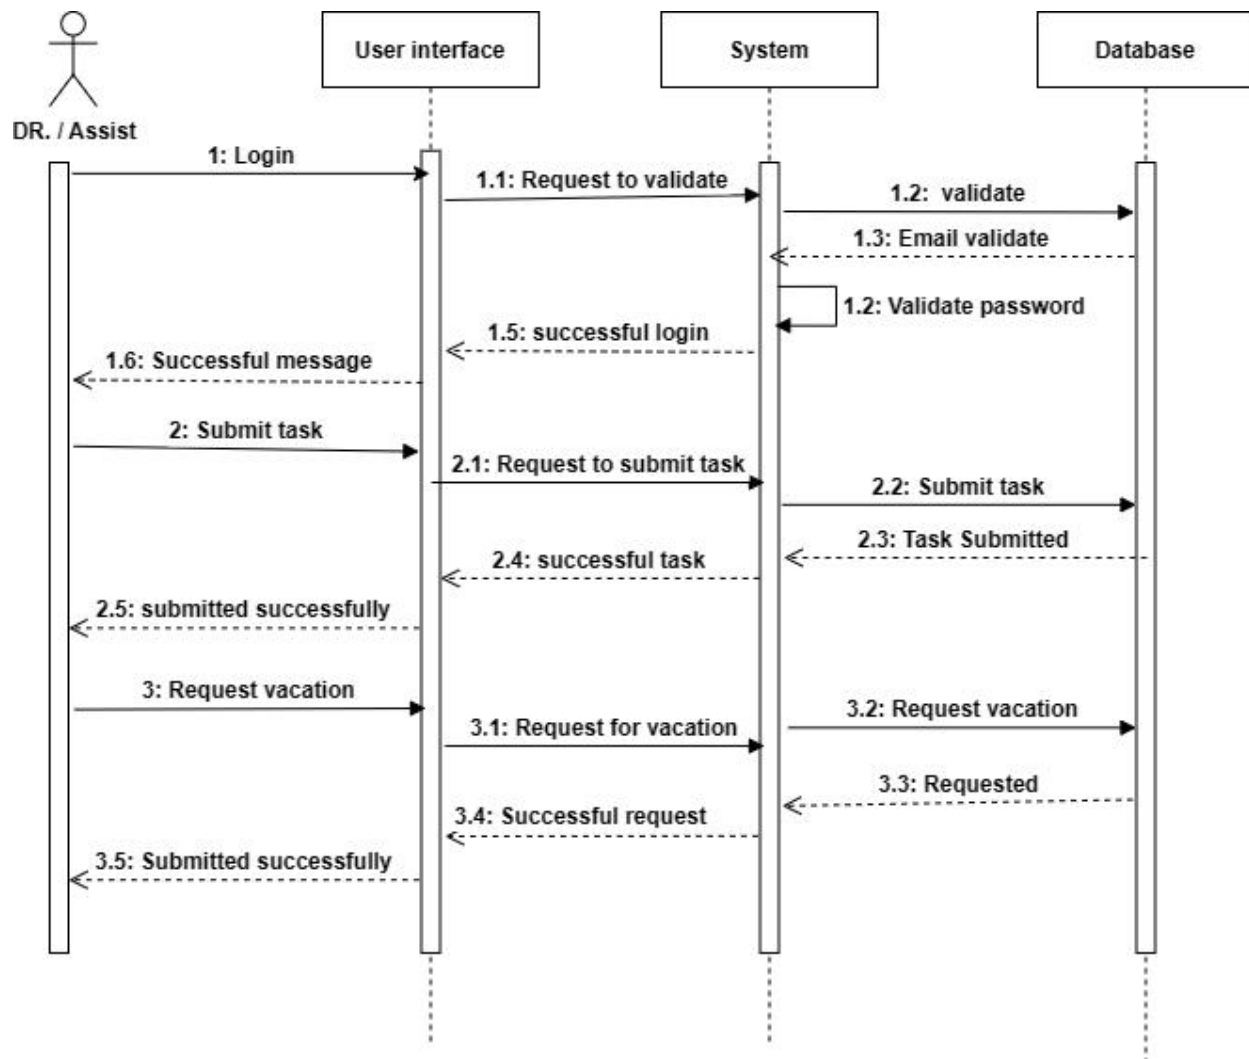 User interface
System
Database
DR. / Assist
1: Login
1.1: Request to validate
1.2: validate
1.3: Email validate
1.2: Validate password
1.5: successful login
1.6: Successful message
2: Submit task
2.1: Request to submit task
2.2: Submit task
2.3: Task Submitted
2.4: successful task
2.5: submitted successfully
3: Request vacation
3.1: Request for vacation
3.2: Request vacation
3.3: Requested
3.4: Successful request
3.5: Submitted successfully